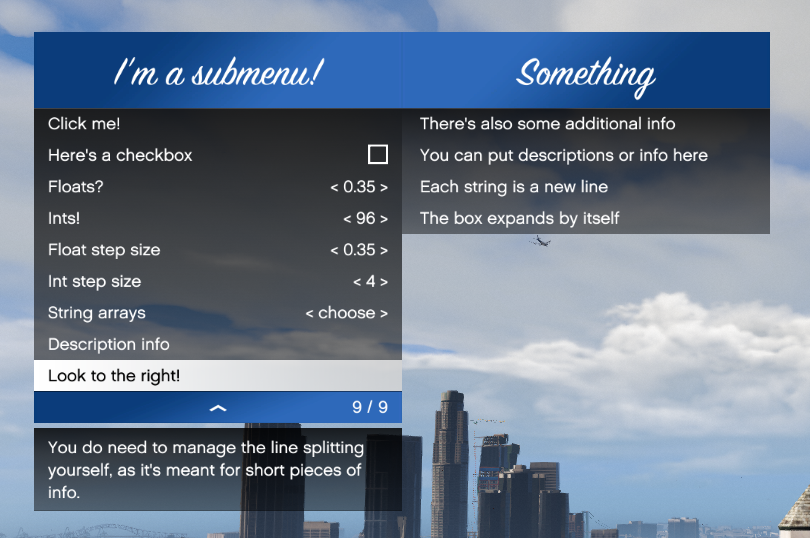 I'm a submenu!
Click me!
Here's a checkbox
Floats? < 0.35 >
Ints! < 96 >
Float step size < 0.35 >
Int step size < 4 >
String arrays < choose >
Description info
Look to the right!
9 / 9
You do need to manage the line splitting
yourself, as it's meant for short pieces of
info.
Something
There's also some additional info
You can put descriptions or info here
Each string is a new line
The box expands by itself